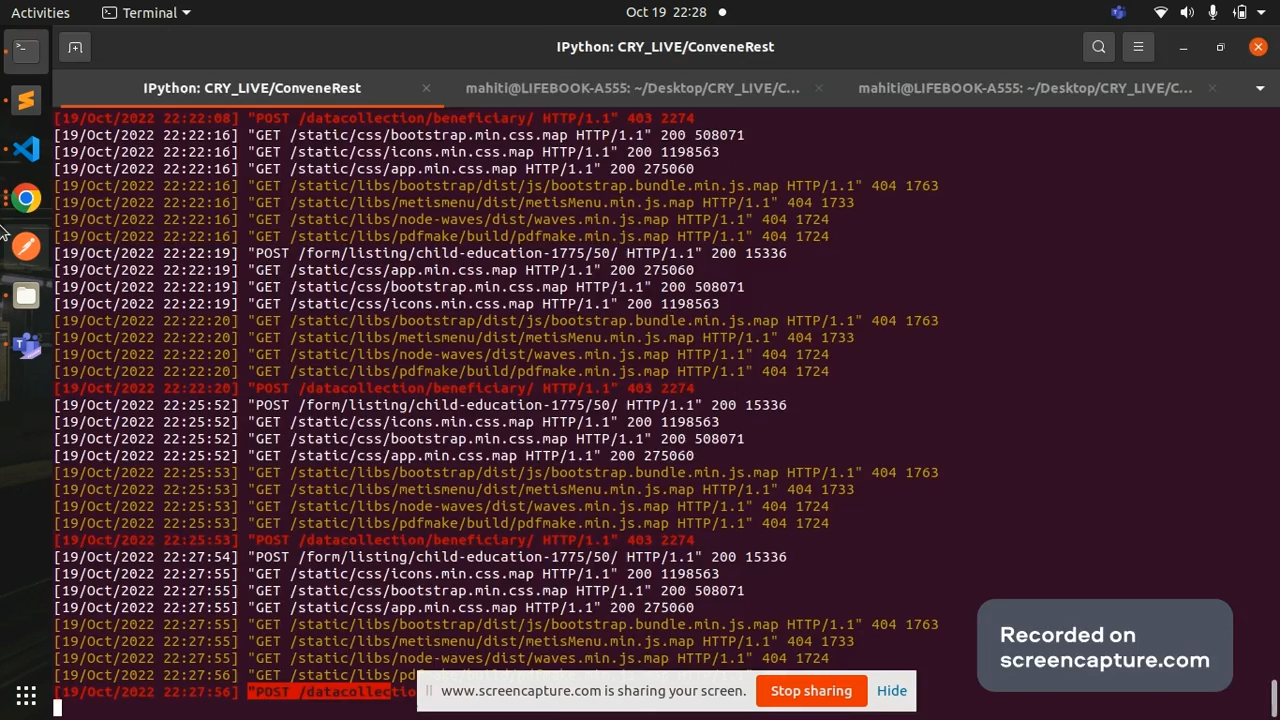 Activities
Terminal
Oct 19 22:28
IPython: CRY_LIVE/ConveneRest
IPython: CRY_LIVE/ConveneRest
mahiti@LIFEBOOK-A555: ~/Desktop/CRY_LIVE/C...
mahiti@LIFEBOOK-A555: ~/Desktop/CRY_LIVE/C...
[19/Oct/2022 22:22:08] "POST /datacollection/beneficiary/ HTTP/1.1" 403 2274
[19/Oct/2022 22:22:16] "GET /static/css/bootstrap.min.css.map HTTP/1.1" 200 508071
[19/Oct/2022 22:22:16] "GET /static/css/icons.min.css.map HTTP/1.1" 200 1198563
[19/Oct/2022 22:22:16] "GET /static/css/app.min.css.map HTTP/1.1" 200 275060
[19/Oct/2022 22:22:16] "GET /static/libs/bootstrap/dist/js/bootstrap.bundle.min.js.map HTTP/1.1" 404 1763
[19/Oct/2022 22:22:16] "GET /static/libs/metismenu/dist/metisMenu.min.js.map HTTP/1.1" 404 1733
[19/Oct/2022 22:22:16] "GET /static/libs/node-waves/dist/waves.min.js.map HTTP/1.1" 404 1724
[19/Oct/2022 22:22:16] "GET /static/libs/pdfmake/build/pdfmake.min.js.map HTTP/1.1" 404 1724
[19/Oct/2022 22:22:19] "POST /form/listing/child-education-1775/50/ HTTP/1.1" 200 15336
[19/Oct/2022 22:22:19] "GET /static/css/app.min.css.map HTTP/1.1" 200 275060
[19/Oct/2022 22:22:19] "GET /static/css/bootstrap.min.css.map HTTP/1.1" 200 508071
[19/Oct/2022 22:22:19] "GET /static/css/icons.min.css.map HTTP/1.1" 200 1198563
[19/Oct/2022 22:22:20] "GET /static/libs/bootstrap/dist/js/bootstrap.bundle.min.js.map HTTP/1.1" 404 1763
[19/Oct/2022 22:22:20] "GET /static/libs/metismenu/dist/metisMenu.min.js.map HTTP/1.1" 404 1733
[19/Oct/2022 22:22:20] "GET /static/libs/node-waves/dist/waves.min.js.map HTTP/1.1" 404 1724
[19/Oct/2022 22:22:20] "GET /static/libs/pdfmake/build/pdfmake.min.js.map HTTP/1.1" 404 1724
[19/Oct/2022 22:22:20] "POST /datacollection/beneficiary/ HTTP/1.1" 403 2274
[19/Oct/2022 22:25:52] "POST /form/listing/child-education-1775/50/ HTTP/1.1" 200 15336
[19/Oct/2022 22:25:52] "GET /static/css/icons.min.css.map HTTP/1.1" 200 1198563
[19/Oct/2022 22:25:52] "GET /static/css/bootstrap.min.css.map HTTP/1.1" 200 508071
[19/Oct/2022 22:25:52] "GET /static/css/app.min.css.map HTTP/1.1" 200 275060
[19/Oct/2022 22:25:53] "GET /static/libs/bootstrap/dist/js/bootstrap.bundle.min.js.map HTTP/1.1" 404 1763
[19/Oct/2022 22:25:53] "GET /static/libs/metismenu/dist/metisMenu.min.js.map HTTP/1.1" 404 1733
[19/Oct/2022 22:25:53] "GET /static/libs/node-waves/dist/waves.min.js.map HTTP/1.1" 404 1724
[19/Oct/2022 22:25:53] "GET /static/libs/pdfmake/build/pdfmake.min.js.map HTTP/1.1" 404 1724
[19/Oct/2022 22:25:53] "POST /datacollection/beneficiary/ HTTP/1.1" 403 2274
[19/Oct/2022 22:27:54] "POST /form/listing/child-education-1775/50/ HTTP/1.1" 200 15336
[19/Oct/2022 22:27:55] "GET /static/css/icons.min.css.map HTTP/1.1" 200 1198563
[19/Oct/2022 22:27:55] "GET /static/css/bootstrap.min.css.map HTTP/1.1" 200 508071
[19/Oct/2022 22:27:55] "GET /static/css/app.min.css.map HTTP/1.1" 200 275060
[19/Oct/2022 22:27:55] "GET /static/libs/bootstrap/dist/js/bootstrap.bundle.min.js.map HTTP/1.1" 404 1763
[19/Oct/2022 22:27:55] "GET /static/libs/metismenu/dist/metisMenu.min.js.map HTTP/1.1" 404 1733
[19/Oct/2022 22:27:55] "GET /static/libs/node-waves/dist/waves.min.js.map HTTP/1.1" 404 1724
[19/Oct/2022 22:27:56] "GET /static/libs/
[19/Oct/2022 22:27:56] "POST /datacollectio
www.screencapture.com is sharing your screen.
Stop sharing
Hide
Recorded on
screencapture.com